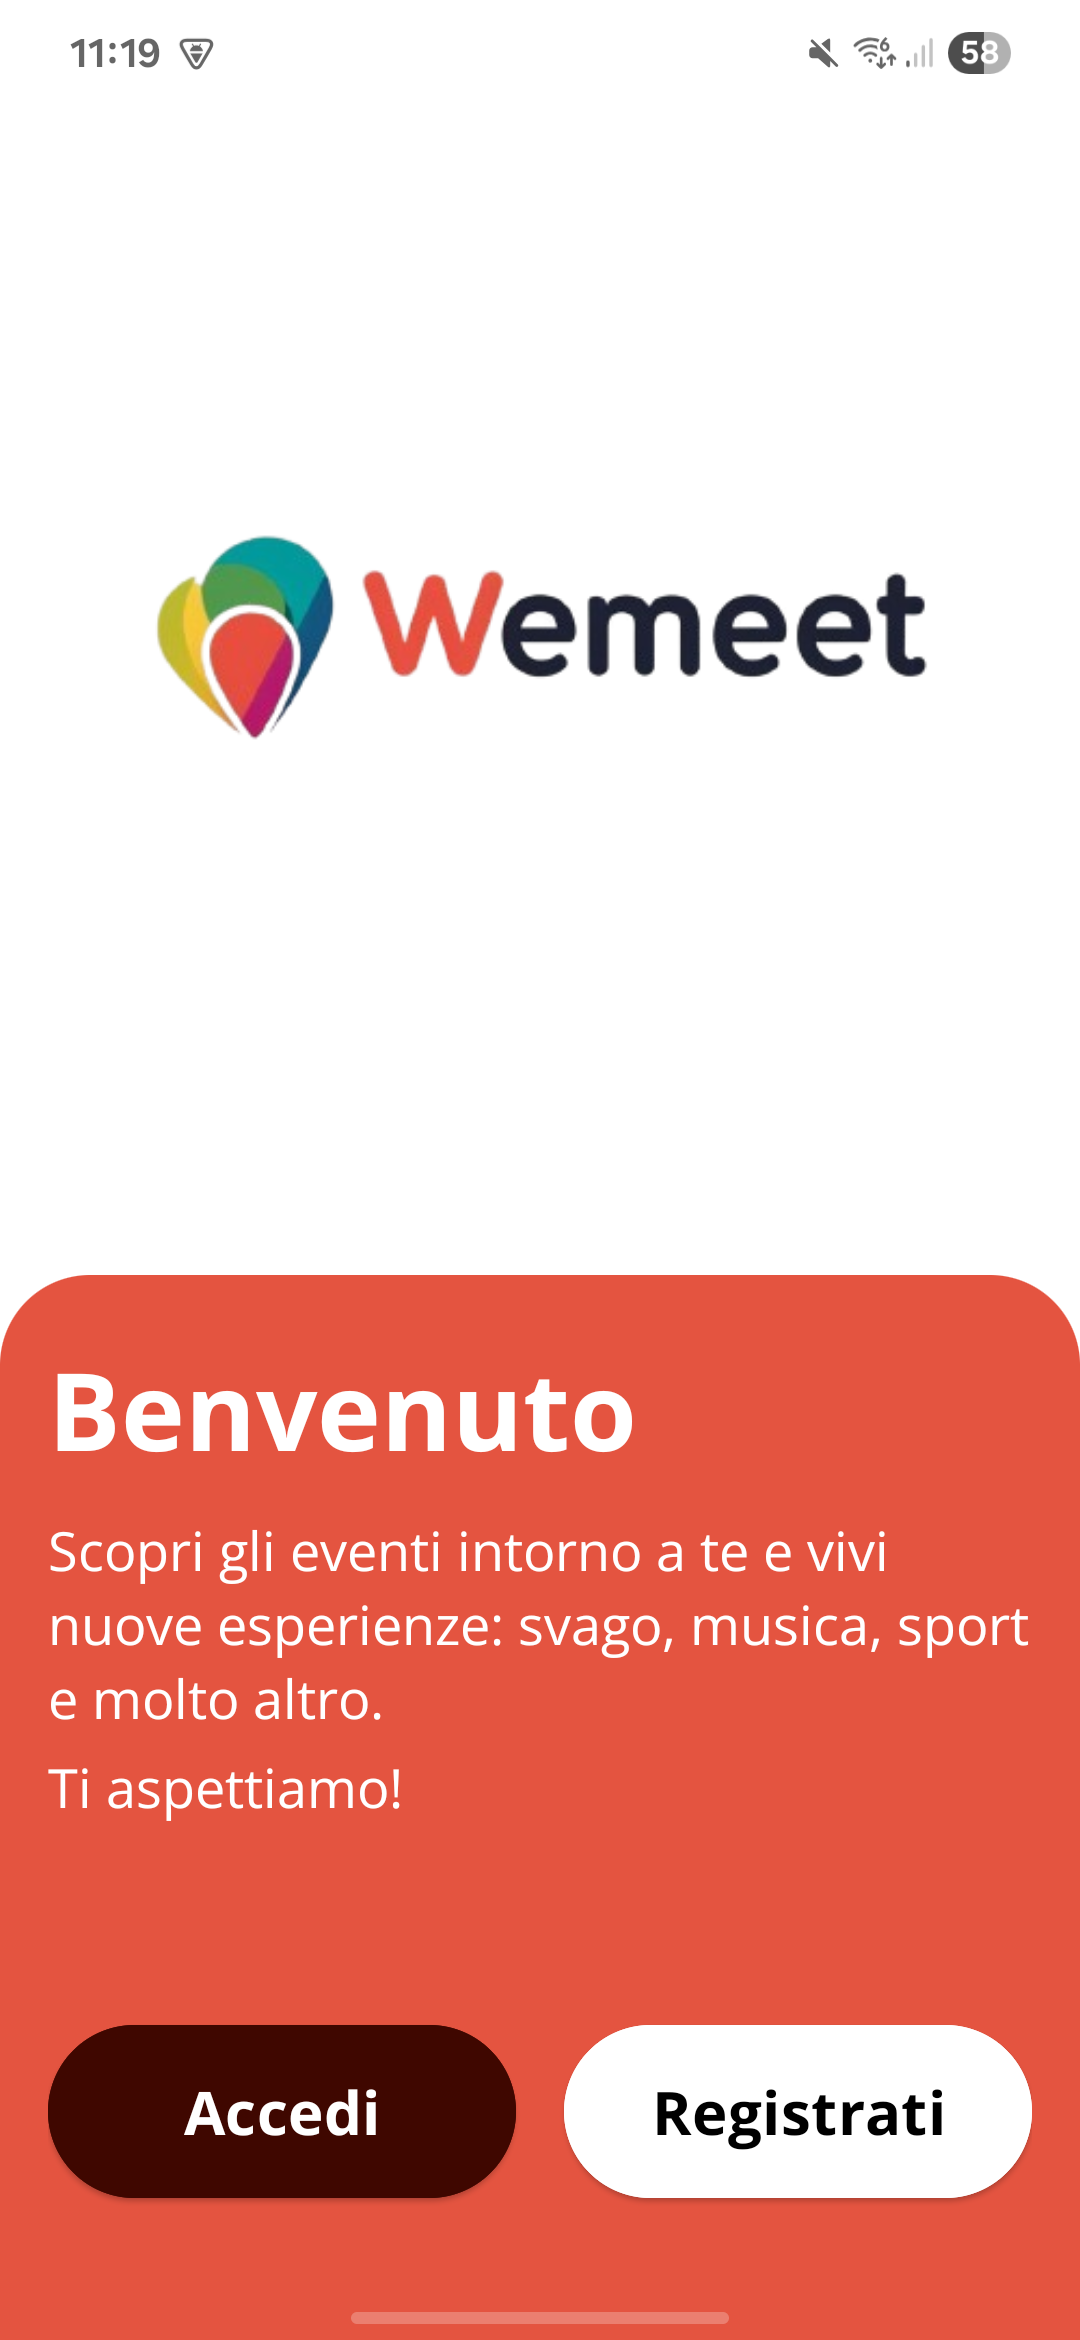 11:19
6
58
Wemeet
Benvenuto
Scopri gli eventi intorno a te e vivi
nuove esperienze: svago, musica, sport
e molto altro.
Ti aspettiamo!
Accedi
Registrati